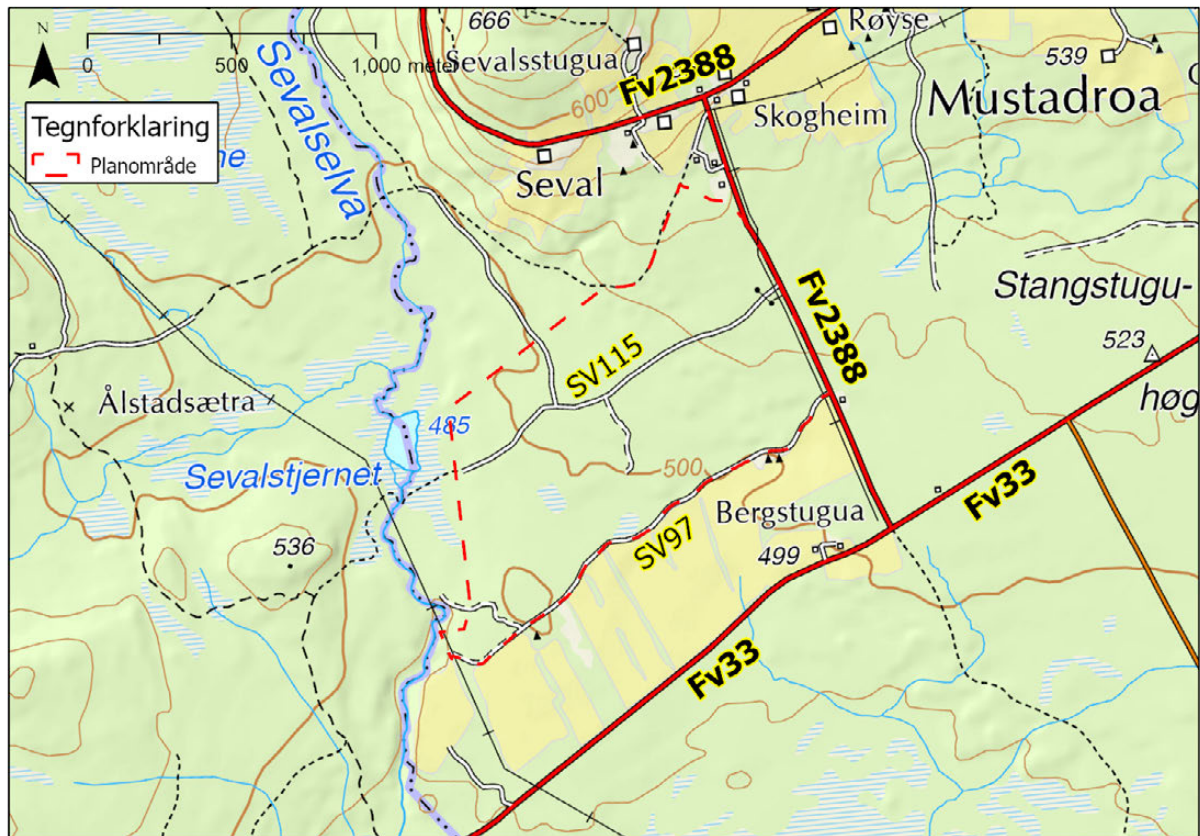 N
0
500
1,000 meter
Tegnforklaring
Planområde
ne
666
Sevalsstugua
Sevalselva
600
Fv2388
Røyse
539
Mustadroa
Skogheim
Seval
Fv2388
Stangstugu-
523
høg
SV115
Ålstadsætra
485
Sevalstjernet
500
536
SV97
Bergstugua
499
Fv33
Fv33